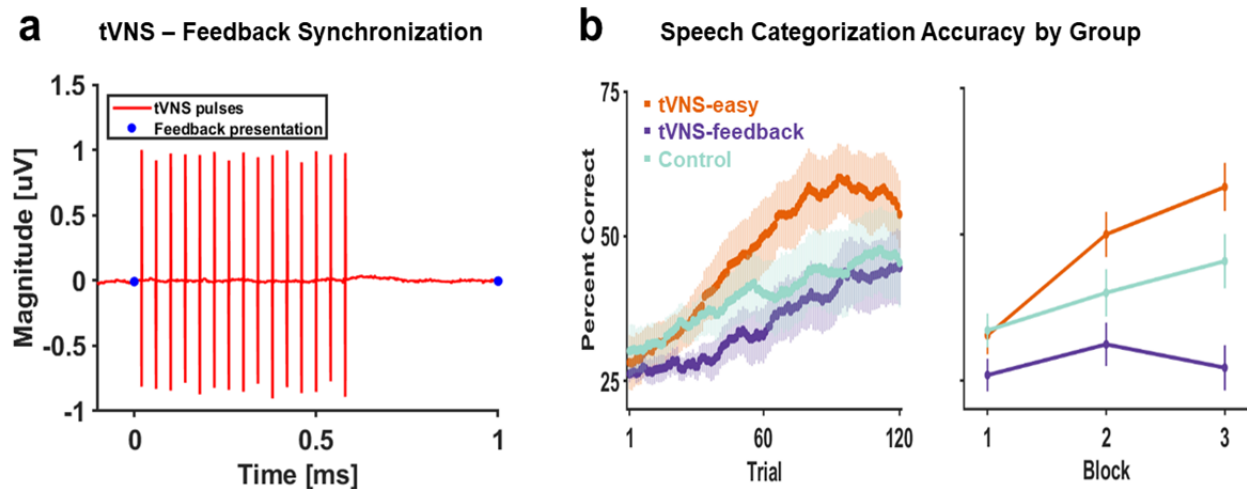 a tVNS – Feedback Synchronization
1.5
1
0.5
0
-0.5
-1
Magnitude [uV]
tVNS pulses
Feedback presentation
0 0.5 1
Time [ms]
b Speech Categorization Accuracy by Group
75
50
25
Percent Correct
tVNS-easy
tVNS-feedback
Control
1 60 120
Trial
1 2 3
Block